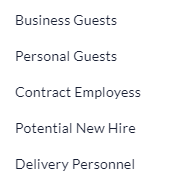 Business Guests
Personal Guests
Contract Employess
Potential New Hire
Delivery Personnel